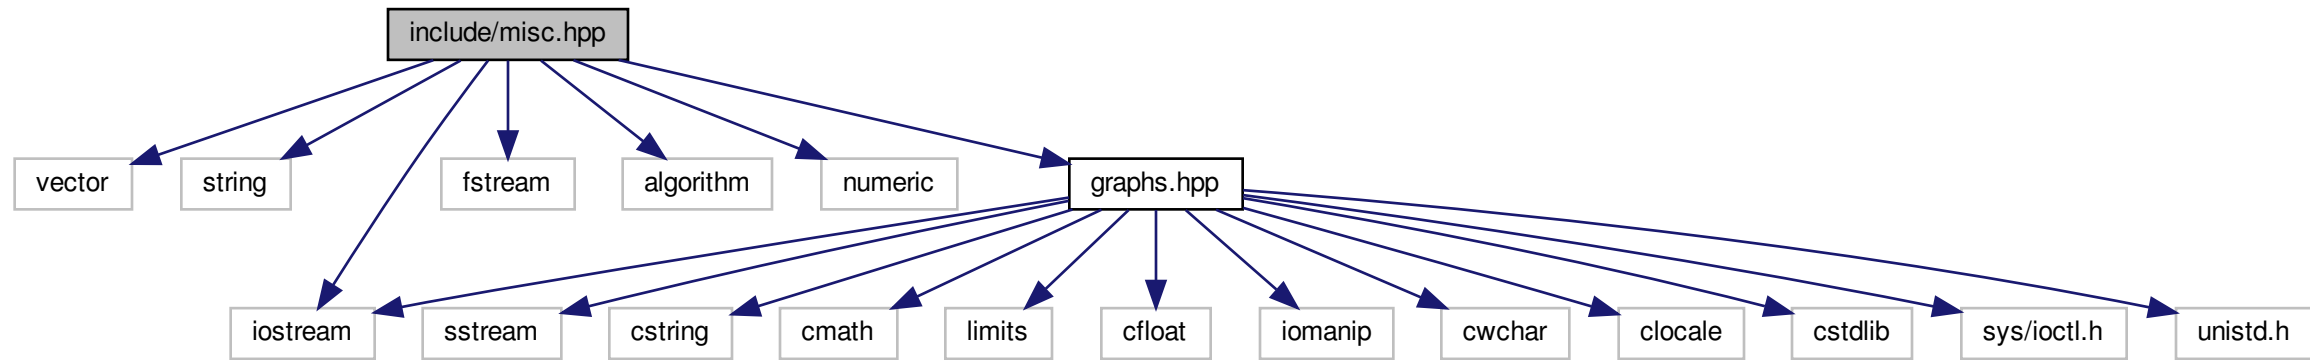 include/misc.hpp
vector
string
fstream
algorithm
numeric
graphs.hpp
iostream
sstream
cstring
cmath
limits
cfloat
iomanip
cwchar
clocale
cstdlib
sys/ioctl.h
unistd.h